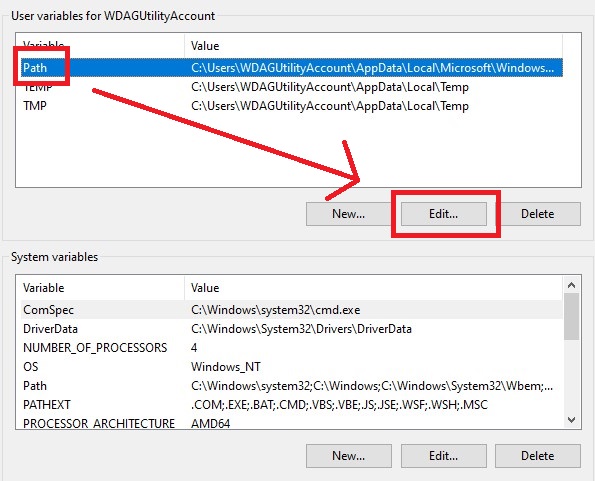 User variables for WDAGUtilityAccount
Variable Value
Path C:\Users\WDAGUtilityAccount\AppData\Local\Microsoft\Windows...
TEMP C:\Users\WDAGUtilityAccount\AppData\Local\Temp
TMP C:\Users\WDAGUtilityAccount\AppData\Local\Temp
New... Edit... Delete
System variables
Variable Value
ComSpec C:\Windows\system32\cmd.exe
DriverData C:\Windows\System32\Drivers\DriverData
NUMBER_OF_PROCESSORS 4
OS Windows_NT
Path C:\Windows\system32;C:\Windows;C:\Windows\System32\Wbem;...
PATHEXT .COM;.EXE;.BAT;.CMD;.VBS;.VBE;.JS;.JSE;.WSF;.WSH;.MSC
PROCESSOR_ARCHITECTURE AMD64
New... Edit... Delete